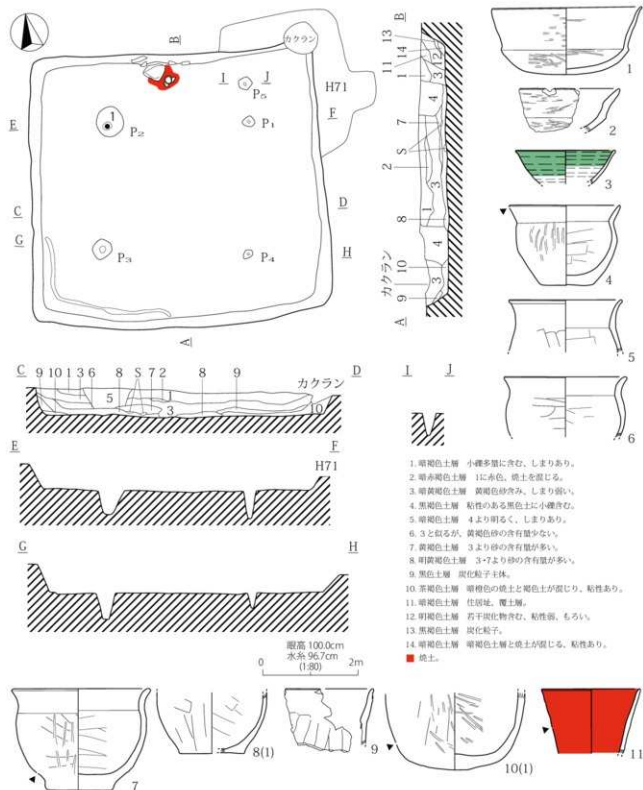 カクラン
B
I J
P5
H71
E
1
P2
P1
F
C
D
G
P3
P4
H
A
B
13
14
11
1
12
3
4
7
S
2
3
1
8
4
10
カクラン
3
9
A
1
2
3
4
5
6
C
9 10 1 3 6 8 S 7 2 8 9
カクラン
D
5
J
3
10
I J
E
F
H71
G
H
1. 暗褐色土層 小礫多量に含む、しまりあり。
2. 暗赤褐色土層 1に赤色、焼土を混じる。
3. 暗黄褐色土層 黄褐色砂含み、しまり弱い。
4. 黒褐色土層 粘性のある黒色土に小礫含む。
5. 暗褐色土層 4より明るく、しまりあり。
6. 3と似るが、黄褐色砂の含有量少ない。
7. 黄褐色土層 3より砂の含有量が多い。
8. 明黄褐色土層 3・7より砂の含有量が多い。
9. 黒色土層 炭化粒子主体。
10. 茶褐色土層 暗橙色の焼土と褐色土が混じり、粘性あり。
11. 暗褐色土層 住居址、覆土層。
12. 明褐色土層 若干炭化物含む、粘性弱、もろい。
13. 黒褐色土層 炭化粒子。
14. 暗褐色土層 暗褐色土層と焼土が混じる、粘性あり。
焼土。
眼高 100.0cm
水糸 96.7cm
(1:80)
0 2m
7
8(1)
9
10(1)
11